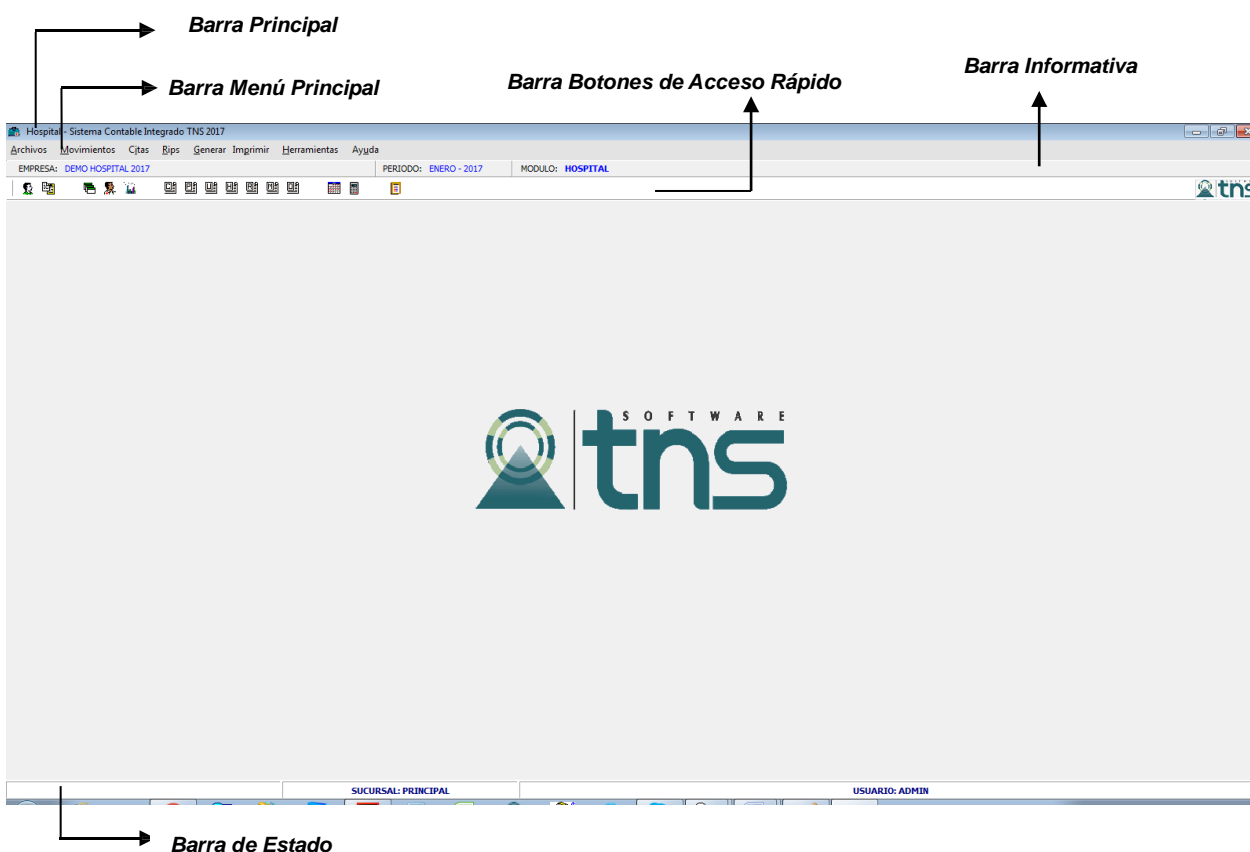 Barra Principal
Barra Informativa
Barra Menú Principal
Barra Botones de Acceso Rápido
Hospital - Sistema Contable Integrado TNS 2017
Archivos Movimientos Citas Rips Generar Imprimir Herramientas Ayuda
EMPRESA: DEMO HOSPITAL 2017 PERIODO: ENERO - 2017 MODULO: HOSPITAL
tns
SOFTWARE
tns
SUCURSAL: PRINCIPAL USUARIO: ADMIN
Barra de Estado